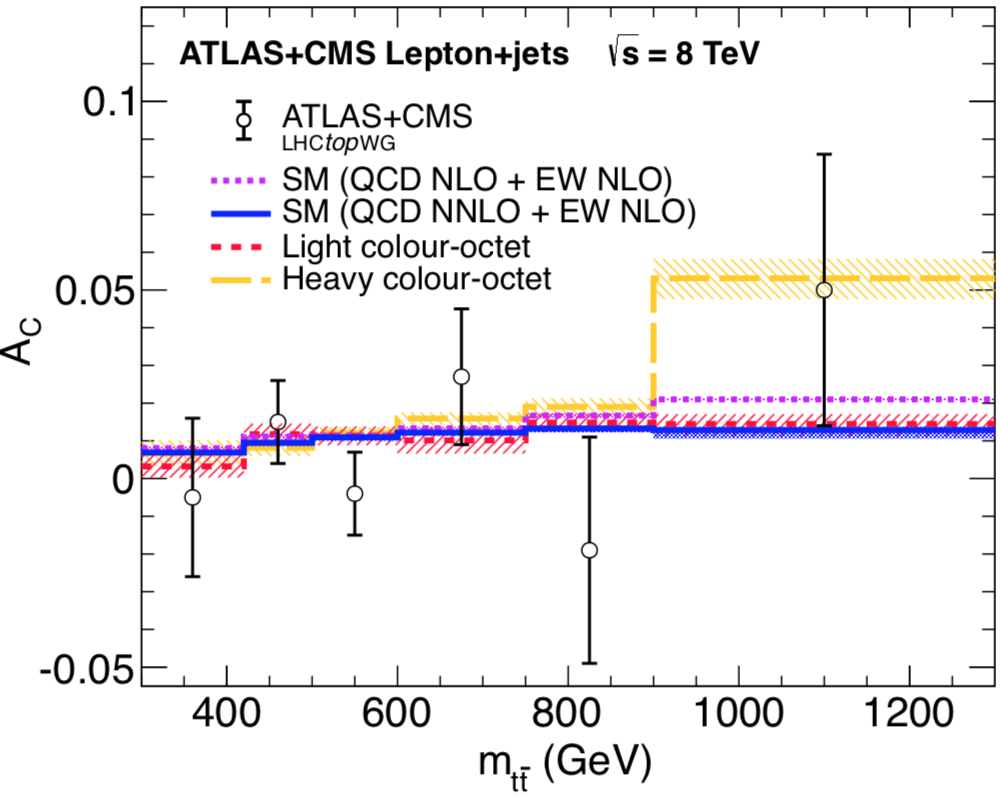 ATLAS+CMS Lepton+jets √s = 8 TeV
ATLAS+CMS
LHCtopWG
SM (QCD NLO + EW NLO)
SM (QCD NNLO + EW NLO)
Light colour-octet
Heavy colour-octet
0.1
0.05
0
-0.05
A_C
400 600 800 1000 1200
m_tt̄ (GeV)